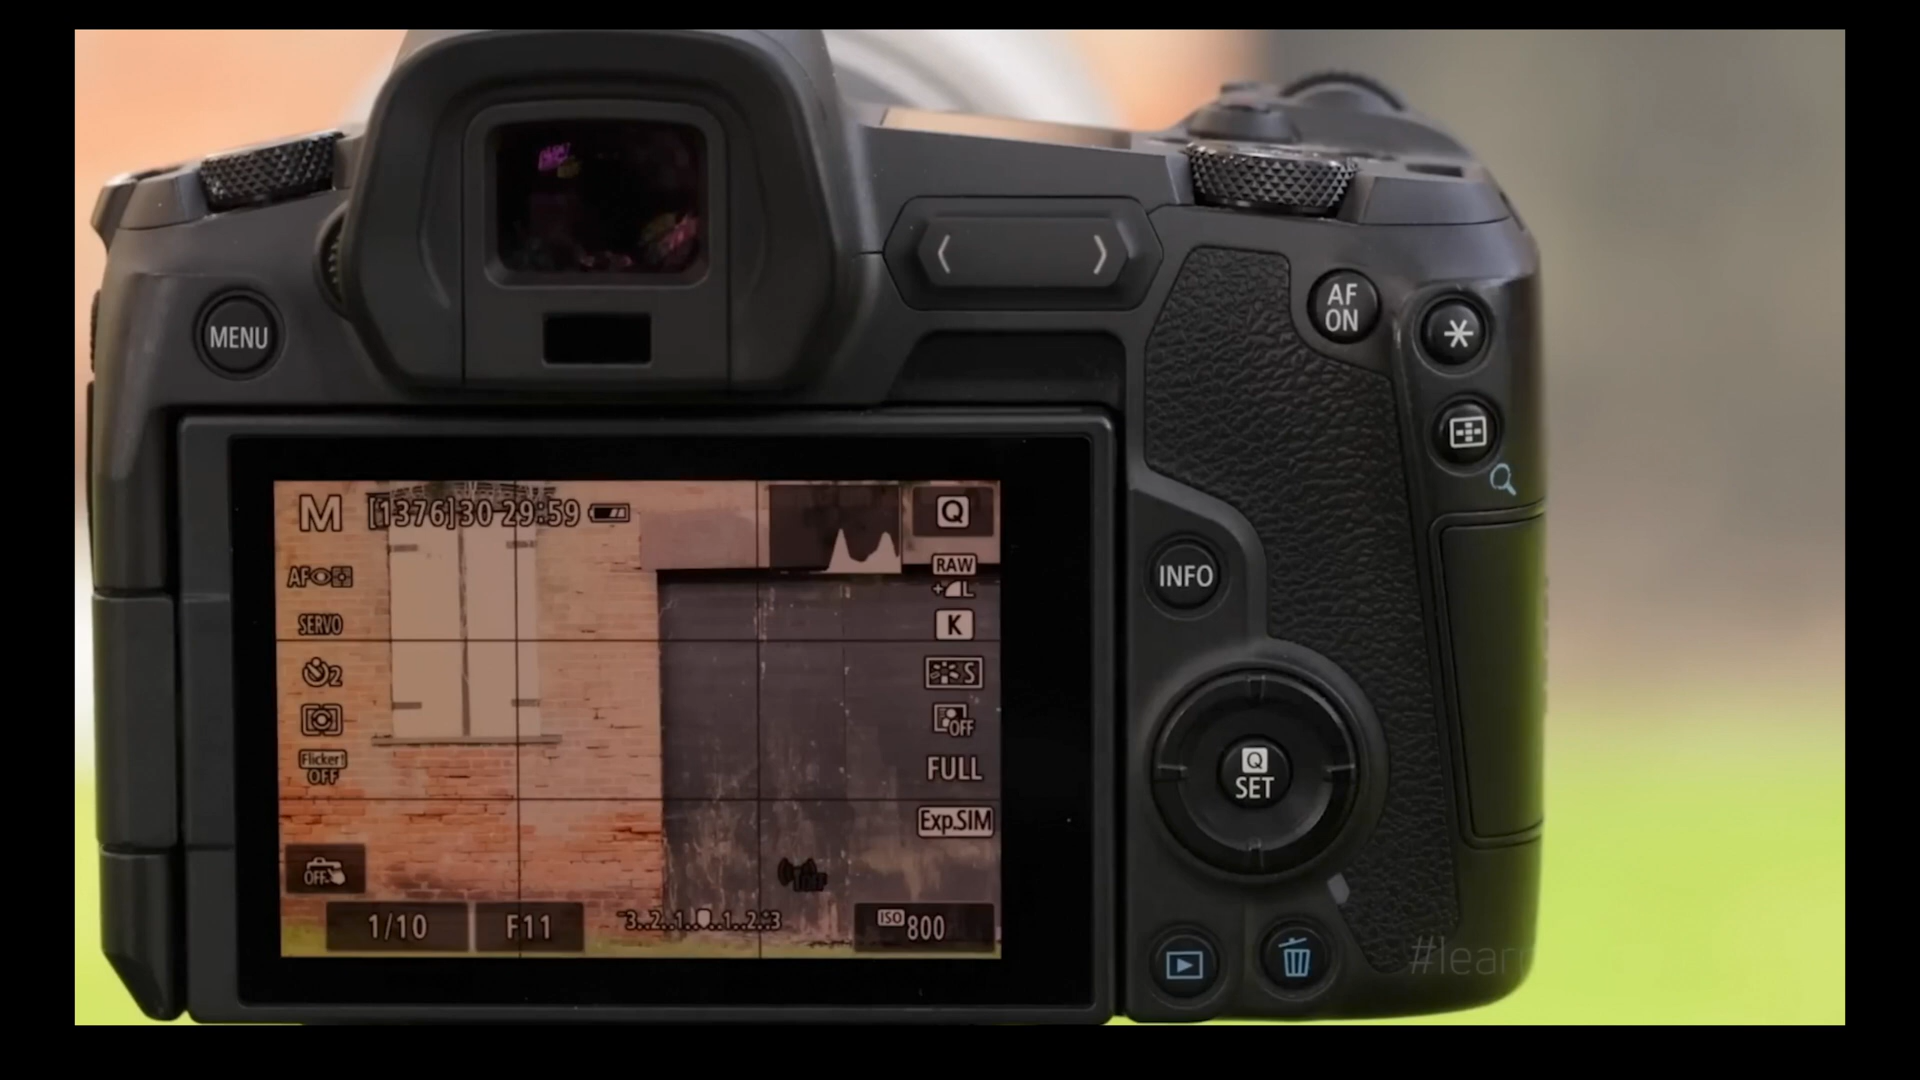 MENU
AF
ON
INFO
Q
SET
M [1376]30 29:59 Q
RAW
AF
+L
SERVO
K
2
S
OFF
Flicker!
OFF
FULL
Exp.SIM
OFF
1/10 F11 -3..2..1..0..1..2..:3 ISO 800
#lear